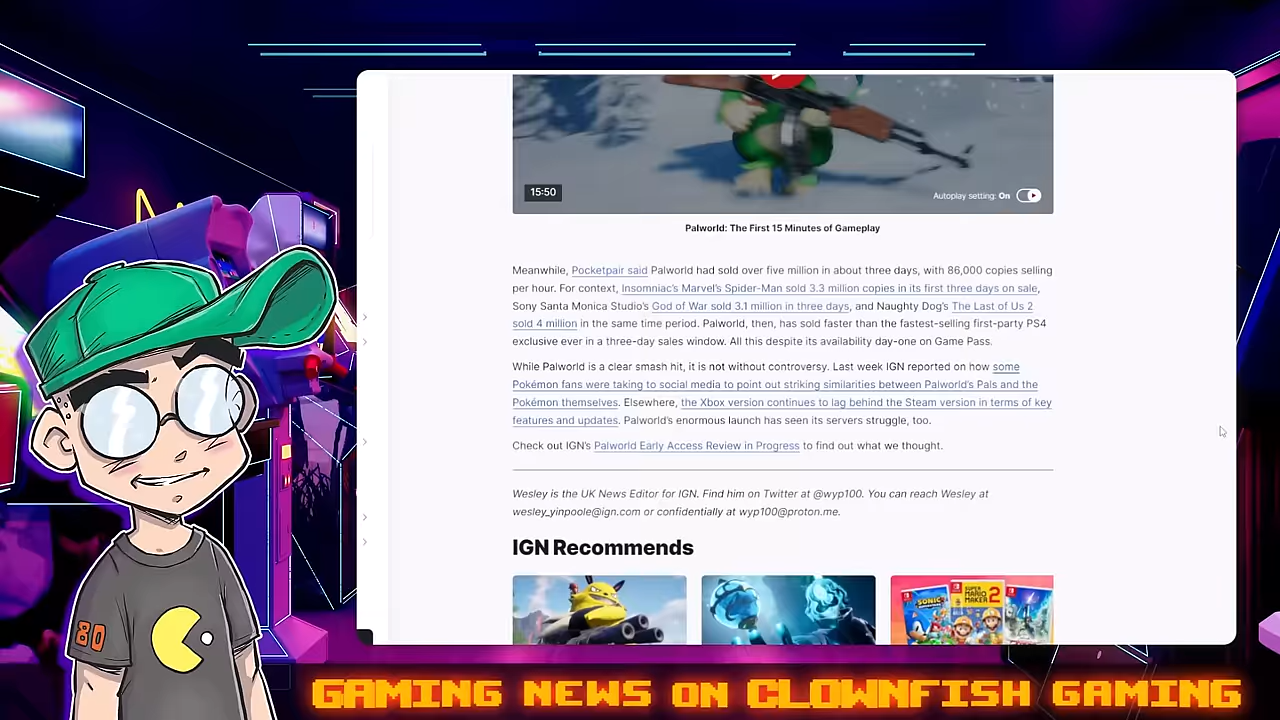 15:50
Autoplay setting: On
Palworld: The First 15 Minutes of Gameplay
Meanwhile, Pocketpair said Palworld had sold over five million in about three days, with 86,000 copies selling
per hour. For context, Insomniac's Marvel's Spider-Man sold 3.3 million copies in its first three days on sale,
Sony Santa Monica Studio's God of War sold 3.1 million in three days, and Naughty Dog's The Last of Us 2
sold 4 million in the same time period. Palworld, then, has sold faster than the fastest-selling first-party PS4
exclusive ever in a three-day sales window. All this despite its availability day-one on Game Pass.
While Palworld is a clear smash hit, it is not without controversy. Last week IGN reported on how some
Pokémon fans were taking to social media to point out striking similarities between Palworld's Pals and the
Pokémon themselves. Elsewhere, the Xbox version continues to lag behind the Steam version in terms of key
features and updates. Palworld's enormous launch has seen its servers struggle, too.
Check out IGN's Palworld Early Access Review in Progress to find out what we thought.
Wesley is the UK News Editor for IGN. Find him on Twitter at @wyp100. You can reach Wesley at
wesley_yinpoole@ign.com or confidentially at wyp100@proton.me.
IGN Recommends
SONIC
SUPER
MARIO
MAKER 2
80
GAMING NEWS ON CLOWNFISH GAMING